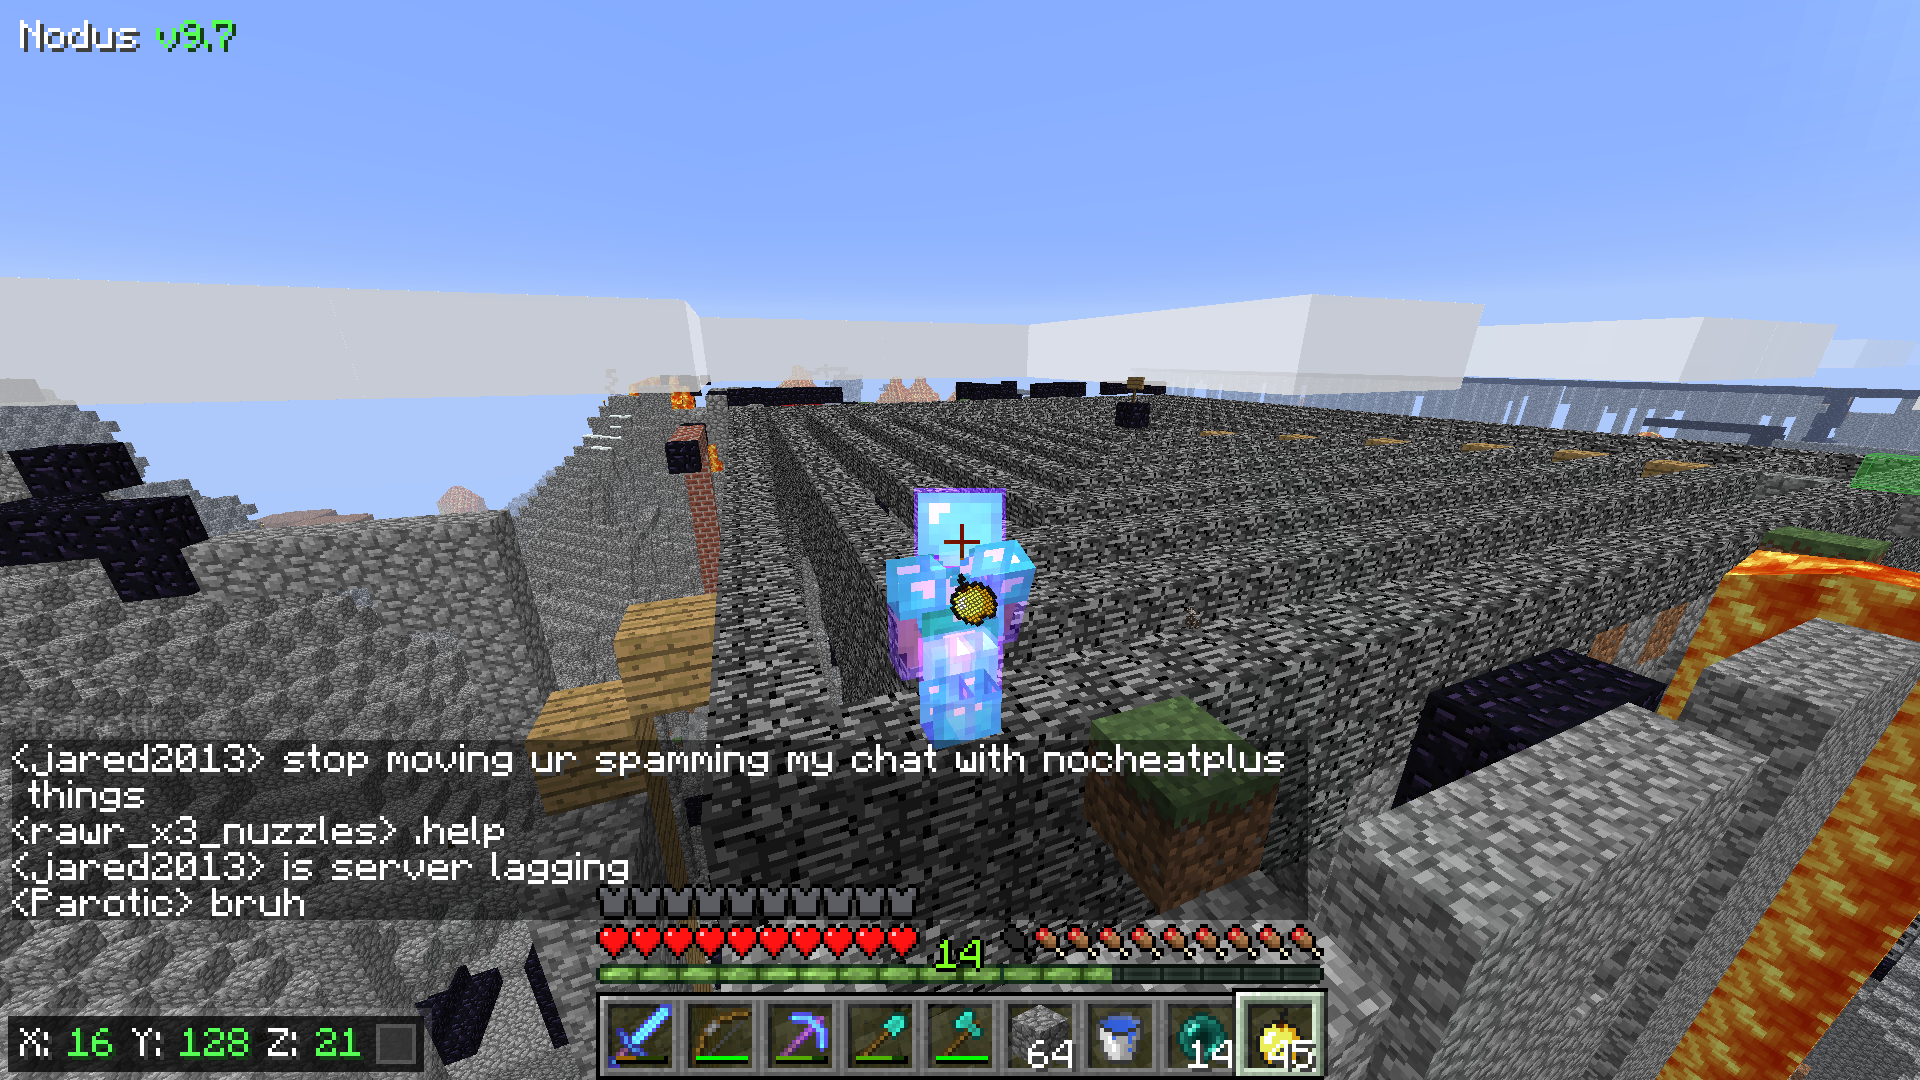 Nodus v9.7
<jared2013> stop moving ur spamming my chat with nocheatplus
things
<rawr_x3_nuzzles> .help
<jared2013> is server lagging
<Parotic> bruh
14
X: 16 Y: 128 Z: 21
64
14
45